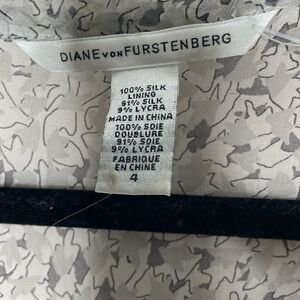 DIANE VON FURSTENBERG
100% SILK
LINING
91% SILK
9% LYCRA
MADE IN CHINA
100% SOIE
DOUBLURE
91% SOIE
9% LYCRA
FABRIQUE
EN CHINE
4